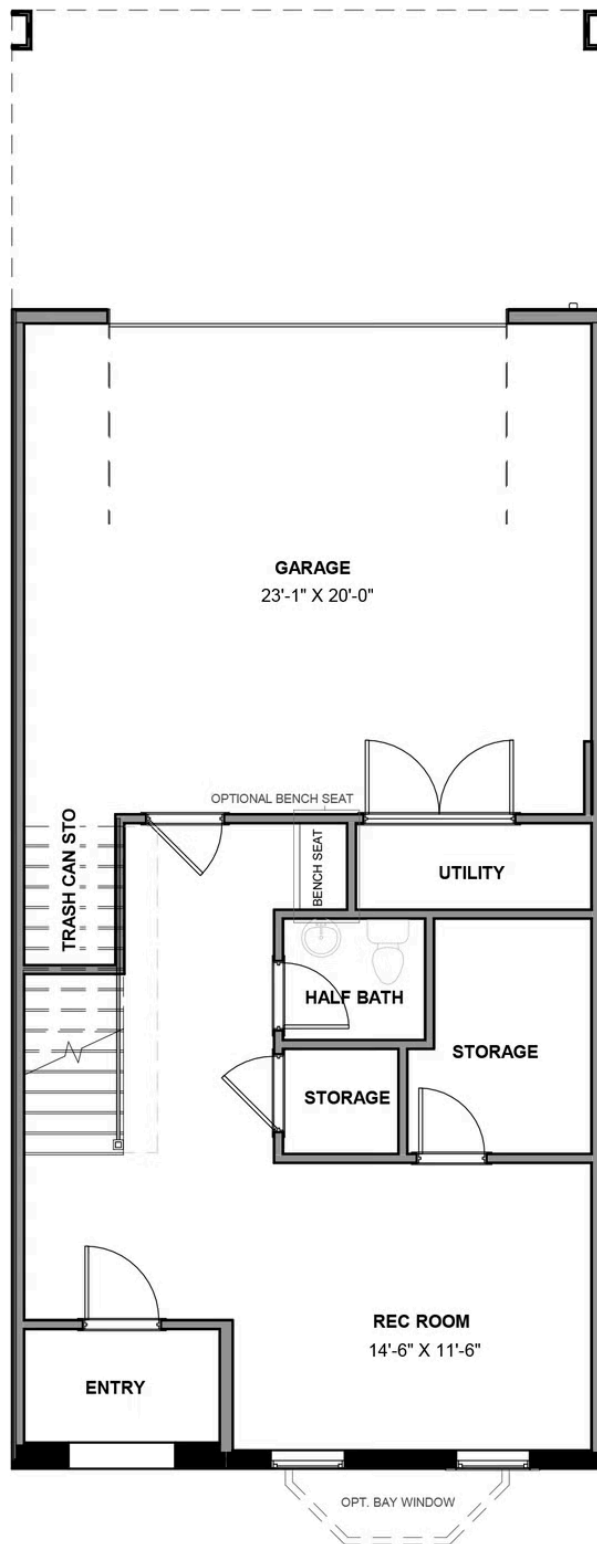 GARAGE
23'-1" X 20'-0"
OPTIONAL BENCH SEAT
TRASH CAN STO
BENCH SEAT
UTILITY
HALF BATH
STORAGE
STORAGE
REC ROOM
14'-6" X 11'-6"
ENTRY
OPT. BAY WINDOW